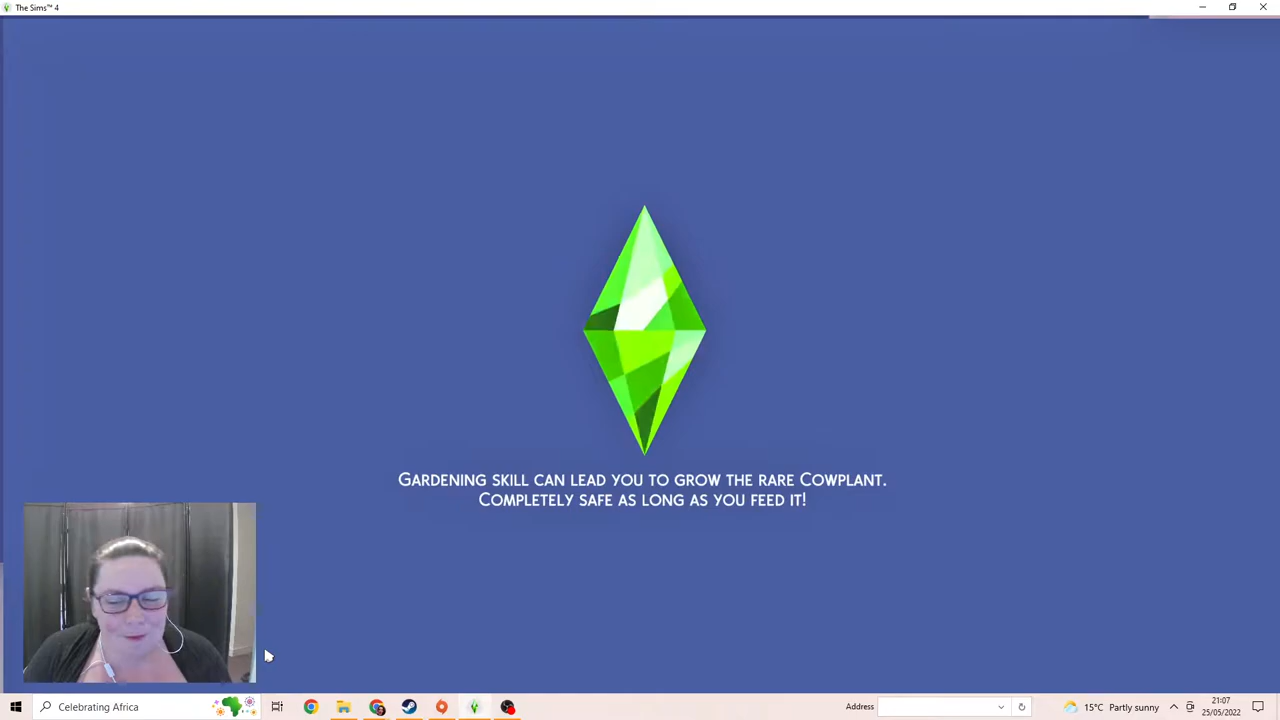 The Sims™ 4
GARDENING SKILL CAN LEAD YOU TO GROW THE RARE COWPLANT.
COMPLETELY SAFE AS LONG AS YOU FEED IT!
Celebrating Africa
Address
15°C Partly sunny
21:07
25/05/2022